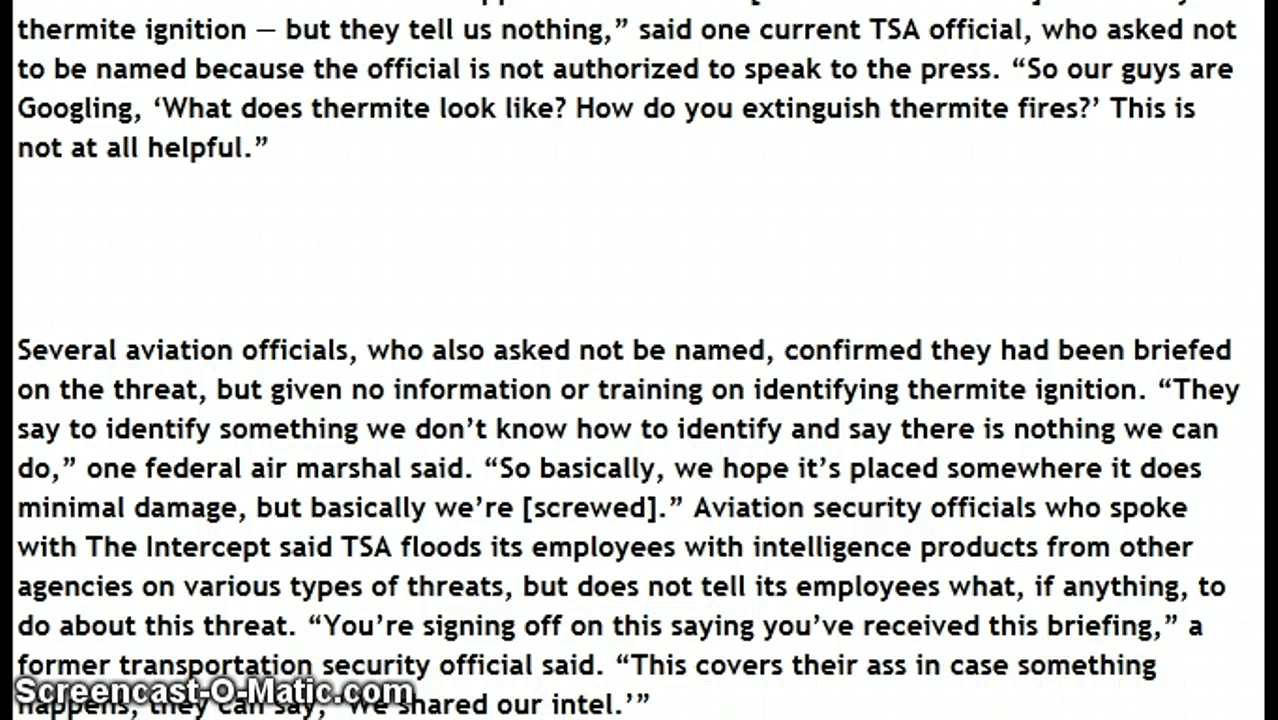 thermite ignition — but they tell us nothing,” said one current TSA official, who asked not
to be named because the official is not authorized to speak to the press. “So our guys are
Googling, ‘What does thermite look like? How do you extinguish thermite fires?’ This is
not at all helpful.”
Several aviation officials, who also asked not be named, confirmed they had been briefed
on the threat, but given no information or training on identifying thermite ignition. “They
say to identify something we don’t know how to identify and say there is nothing we can
do,” one federal air marshal said. “So basically, we hope it’s placed somewhere it does
minimal damage, but basically we’re [screwed].” Aviation security officials who spoke
with The Intercept said TSA floods its employees with intelligence products from other
agencies on various types of threats, but does not tell its employees what, if anything, to
do about this threat. “You’re signing off on this saying you’ve received this briefing,” a
former transportation security official said. “This covers their ass in case something
happens, they can say, ‘We shared our intel.’”
Screencast-O-Matic.com